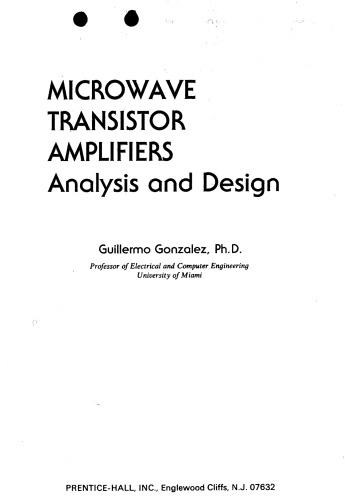 MICROWAVE
TRANSISTOR
AMPLIFIERS
Analysis and Design
Guillermo Gonzalez, Ph.D.
Professor of Electrical and Computer Engineering
University of Miami
PRENTICE-HALL, INC., Englewood Cliffs, N.J. 07632